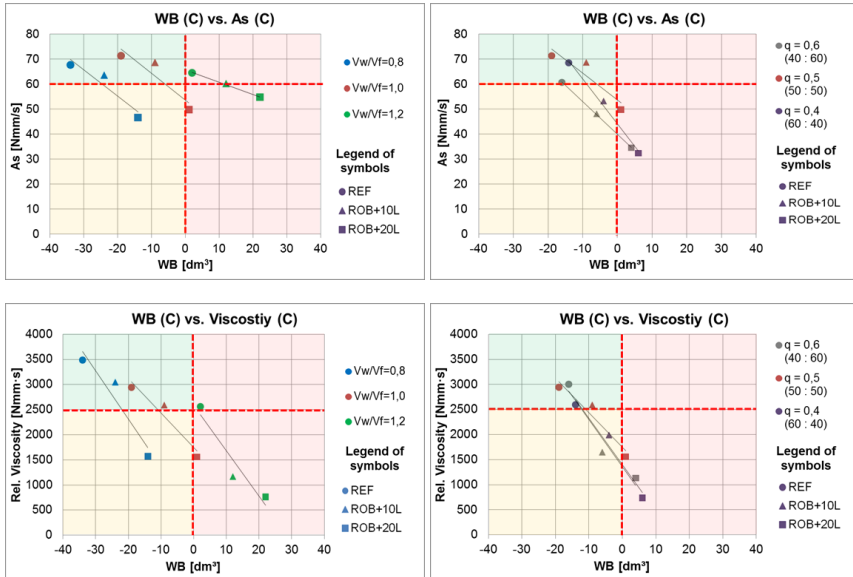 WB (C) vs. As (C)
As [Nmm/s]
80
70
60
50
40
30
20
10
0
-40 -30 -20 -10 0 10 20 30 40
WB [dm³]
Vw/Vf=0,8
Vw/Vf=1,0
Vw/Vf=1,2
Legend of
symbols
REF
ROB+10L
ROB+20L
WB (C) vs. As (C)
As [Nmm/s]
80
70
60
50
40
30
20
10
0
-40 -30 -20 -10 0 10 20 30 40
WB [dm³]
q = 0,6
(40 : 60)
q = 0,5
(50 : 50)
q = 0,4
(60 : 40)
Legend of
symbols
REF
ROB+10L
ROB+20L
WB (C) vs. Viscostiy (C)
Rel. Viscosity [Nmm·s]
4000
3500
3000
2500
2000
1500
1000
500
0
-40 -30 -20 -10 0 10 20 30 40
WB [dm³]
Vw/Vf=0,8
Vw/Vf=1,0
Vw/Vf=1,2
Legend of
symbols
REF
ROB+10L
ROB+20L
WB (C) vs. Viscostiy (C)
Rel. Viscosity [Nmm·s]
4000
3500
3000
2500
2000
1500
1000
500
0
-40 -30 -20 -10 0 10 20 30 40
WB [dm³]
q = 0,6
(40 : 60)
q = 0,5
(50 : 50)
q = 0,4
(60 : 40)
Legend of
symbols
REF
ROB+10L
ROB+20L